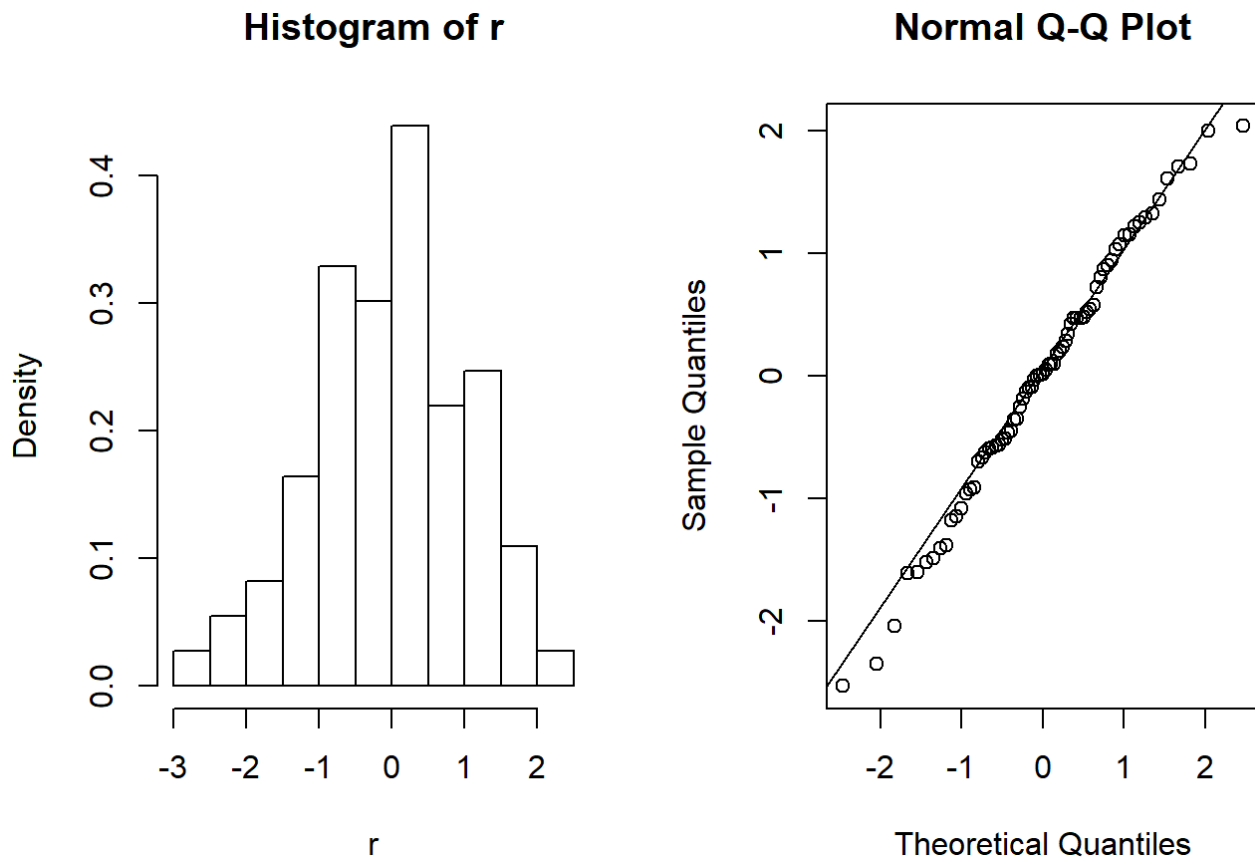 Histogram of r
Density
0.0 0.1 0.2 0.3 0.4
-3 -2 -1 0 1 2
r
Normal Q-Q Plot
Sample Quantiles
-2 -1 0 1 2
-2 -1 0 1 2
Theoretical Quantiles